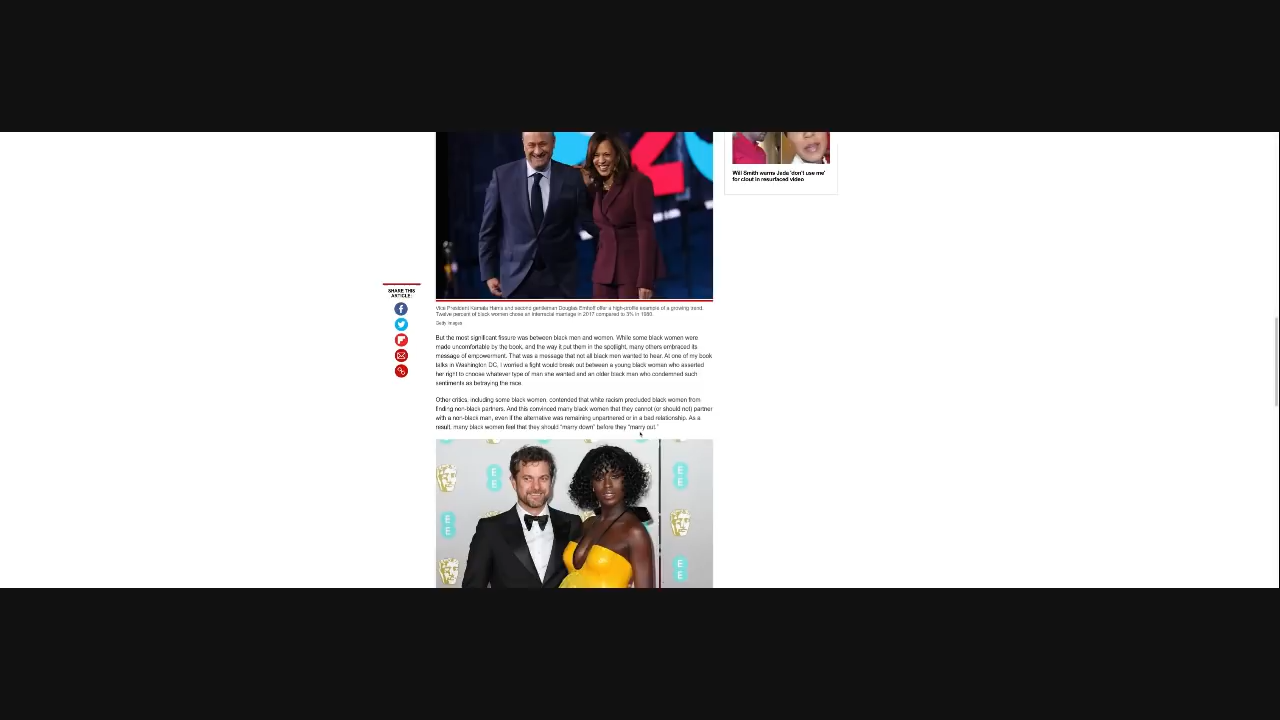 Will Smith warns Jada 'don't use me'
for clout in resurfaced video
SHARE THIS
ARTICLE:
Vice President Kamala Harris and second gentleman Douglas Emhoff offer a high-profile example of a growing trend.
Twelve percent of black women chose an interracial marriage in 2017 compared to 3% in 1980.
Getty Images
But the most significant fissure was between black men and women. While some black women were
made uncomfortable by the book, and the way it put them in the spotlight, many others embraced its
message of empowerment. That was a message that not all black men wanted to hear. At one of my book
talks in Washington DC, I worried a fight would break out between a young black woman who asserted
her right to choose whatever type of man she wanted and an older black man who condemned such
sentiments as betraying the race.
Other critics, including some black women, contended that white racism precluded black women from
finding non-black partners. And this convinced many black women that they cannot (or should not) partner
with a non-black man, even if the alternative was remaining unpartnered or in a bad relationship. As a
result, many black women feel that they should "marry down" before they "marry out."
E
E
E
E
E
E
E
E
E
E